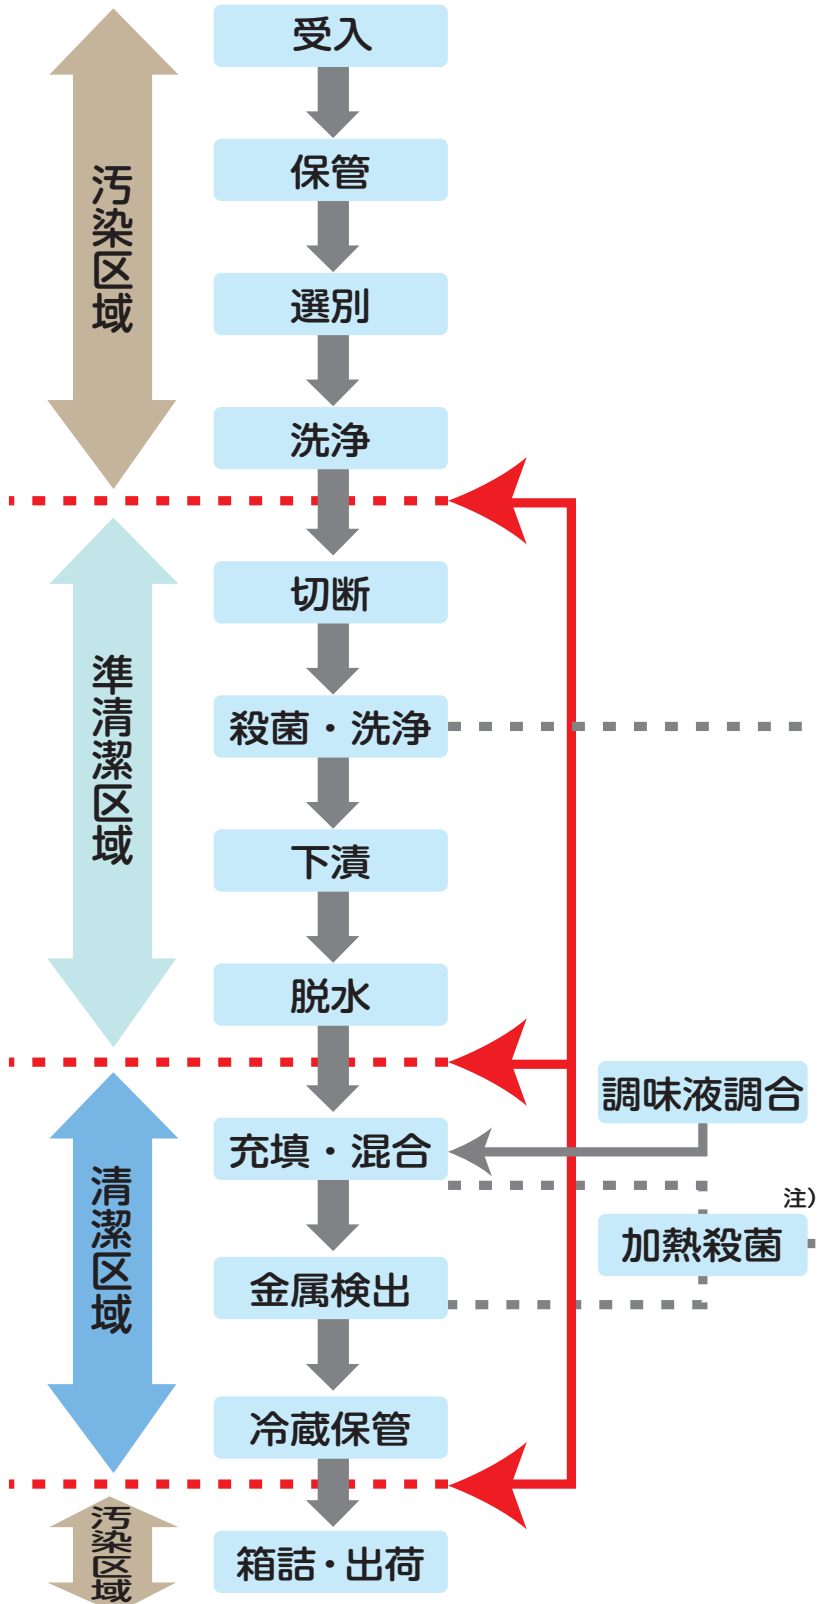 受入
保管
選別
洗浄
汚染区域
切断
殺菌・洗浄
下漬
脱水
準清潔区域
調味液調合
充填・混合
注）
加熱殺菌
金属検出
冷蔵保管
清潔区域
箱詰・出荷
汚染区域